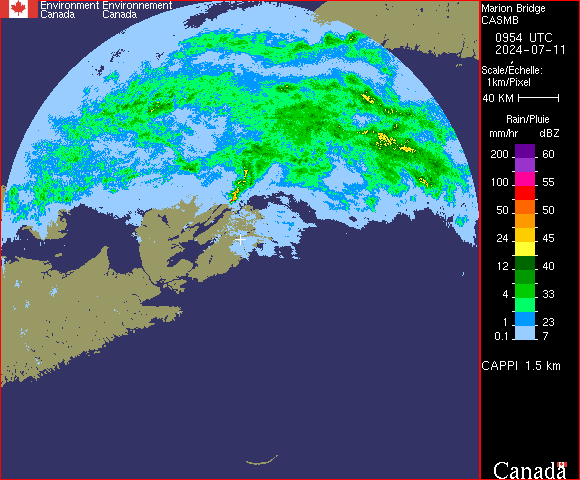 Environment Environnement
Canada Canada
Marion Bridge
CASMB
0954 UTC
2024-07-11
Scale/Échelle:
1km/Pixel
40 KM
Rain/Pluie
mm/hr dBZ
200 60
100 55
50 50
24 45
12 40
4 33
1 23
0.1 7
CAPPI 1.5 km
Canada